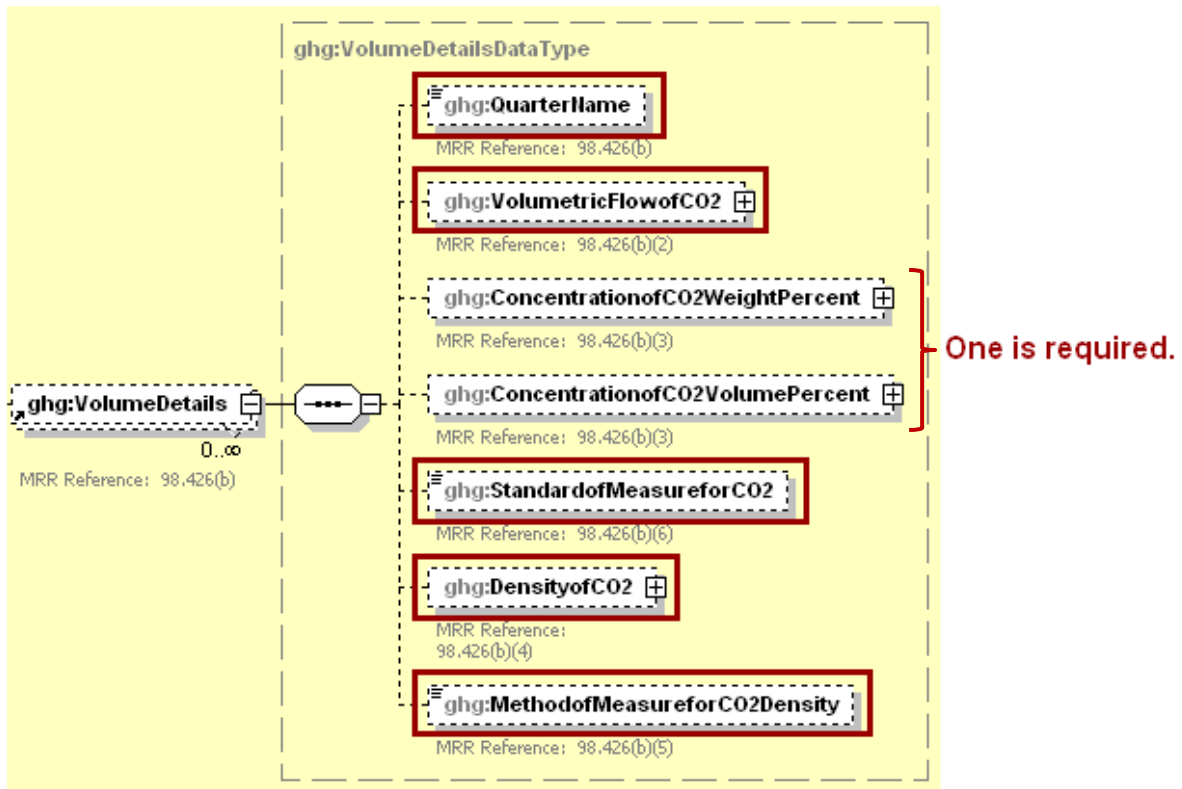 ghg:VolumeDetailsDataType
ghg:QuarterName
MRR Reference: 98.426(b)
ghg:VolumetricFlowofCO2
MRR Reference: 98.426(b)(2)
ghg:ConcentrationofCO2WeightPercent
MRR Reference: 98.426(b)(3)
One is required.
ghg:ConcentrationofCO2VolumePercent
MRR Reference: 98.426(b)(3)
ghg:VolumeDetails
0..∞
MRR Reference: 98.426(b)
ghg:StandardofMeasureforCO2
MRR Reference: 98.426(b)(6)
ghg:DensityofCO2
MRR Reference:
98.426(b)(4)
ghg:MethodofMeasureforCO2Density
MRR Reference: 98.426(b)(5)